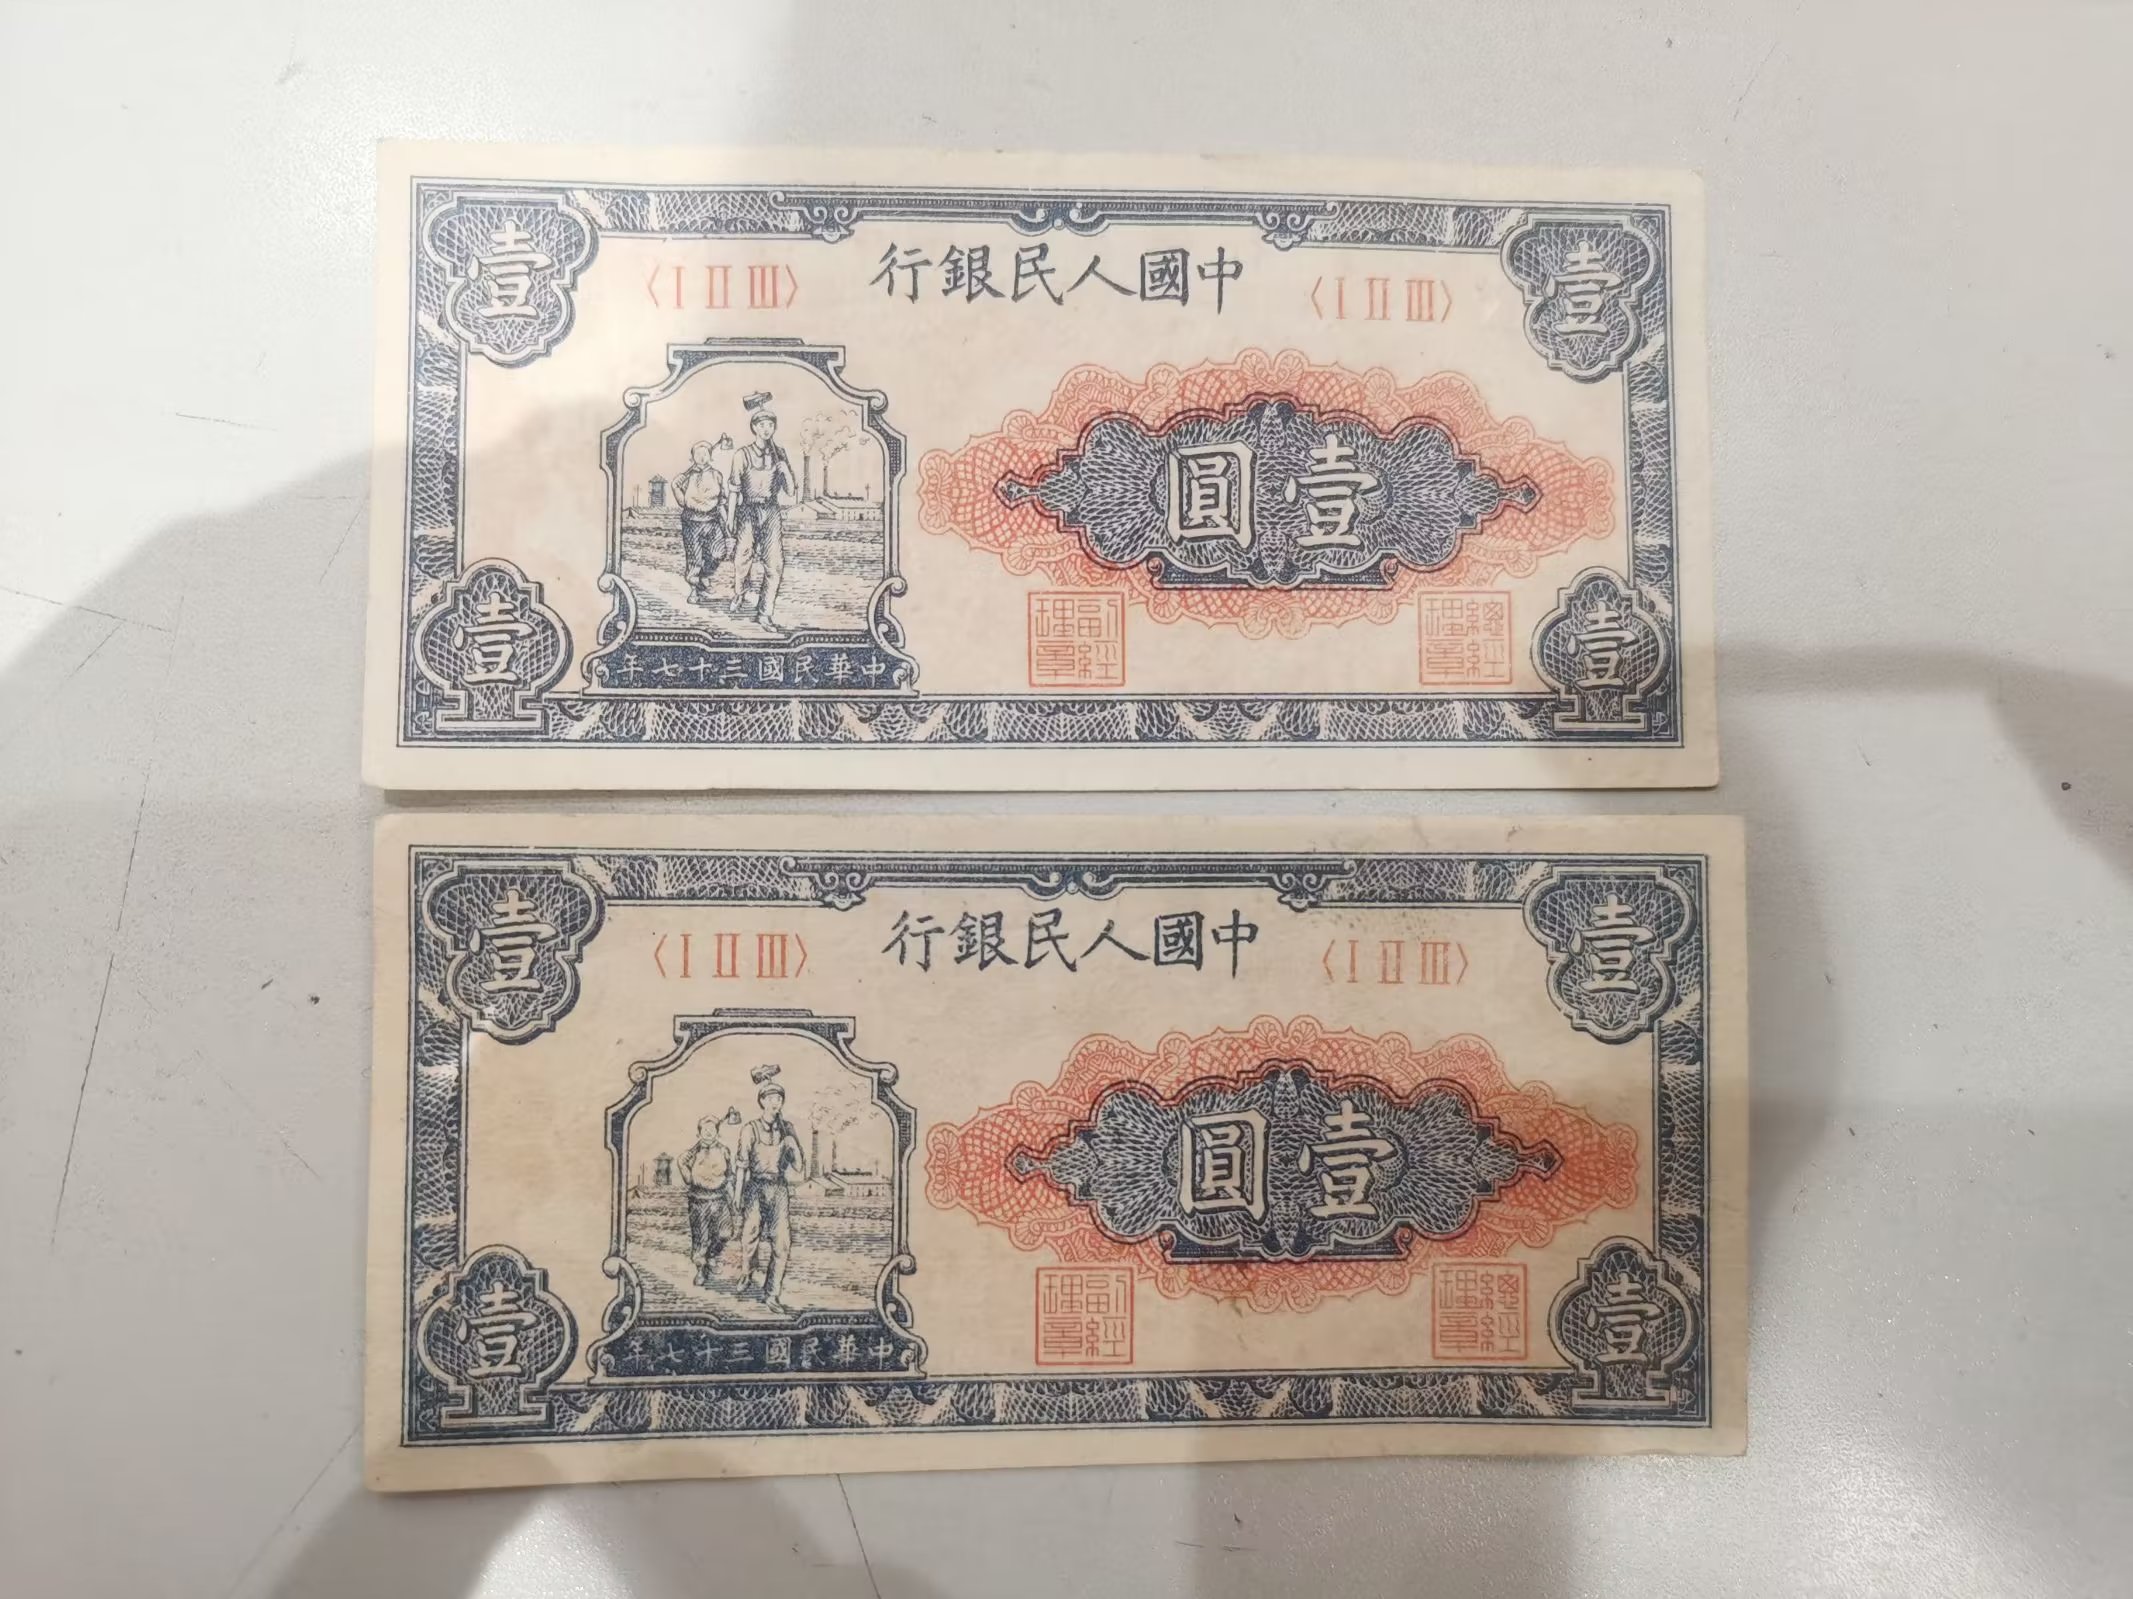 壹
壹
〈I II III〉
中國人民銀行
〈I II III〉
壹圓
中華民國三十七年
總經理章
副經理章
壹
壹
壹
壹
〈I II III〉
中國人民銀行
〈I II III〉
壹圓
中華民國三十七年
總經理章
副經理章
壹
壹